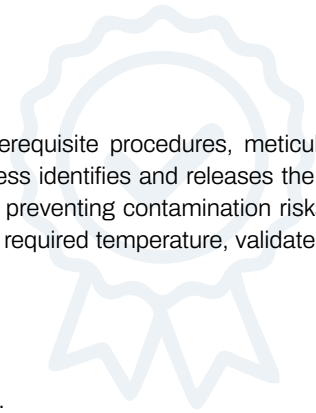 erequisite procedures, meticul
ess identifies and releases the
preventing contamination risk
required temperature, validate
.